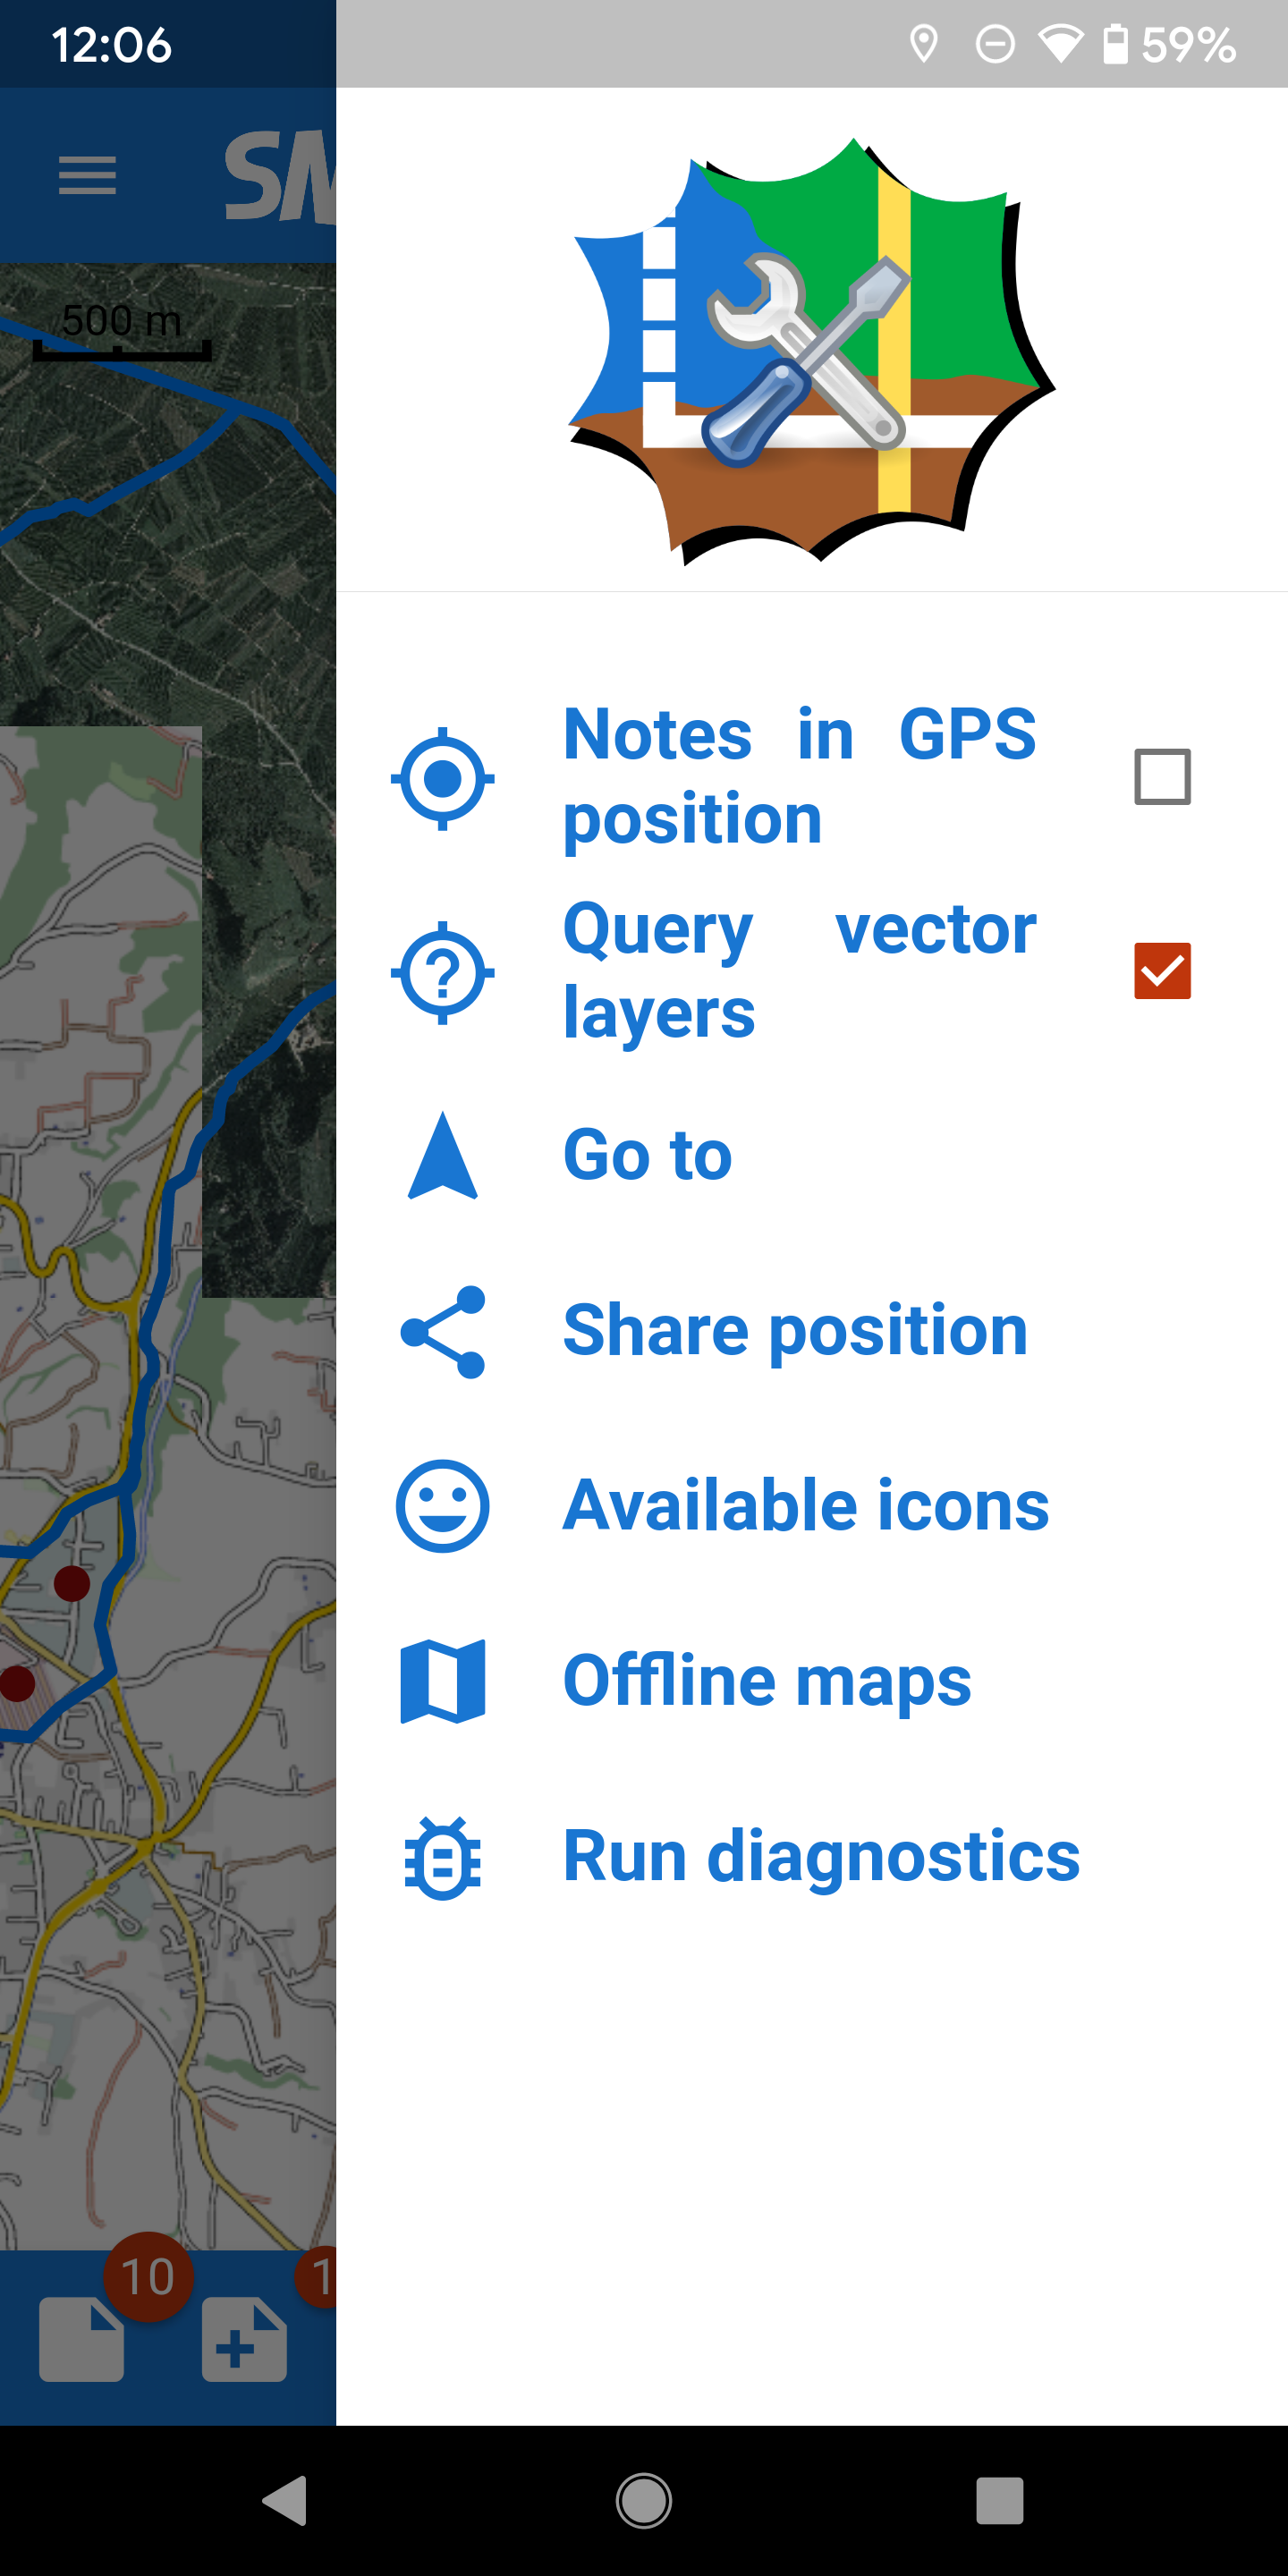 12:06
59%
SM
500 m
Notes in GPS
position
Query vector
layers
Go to
Share position
Available icons
Offline maps
Run diagnostics
10
1